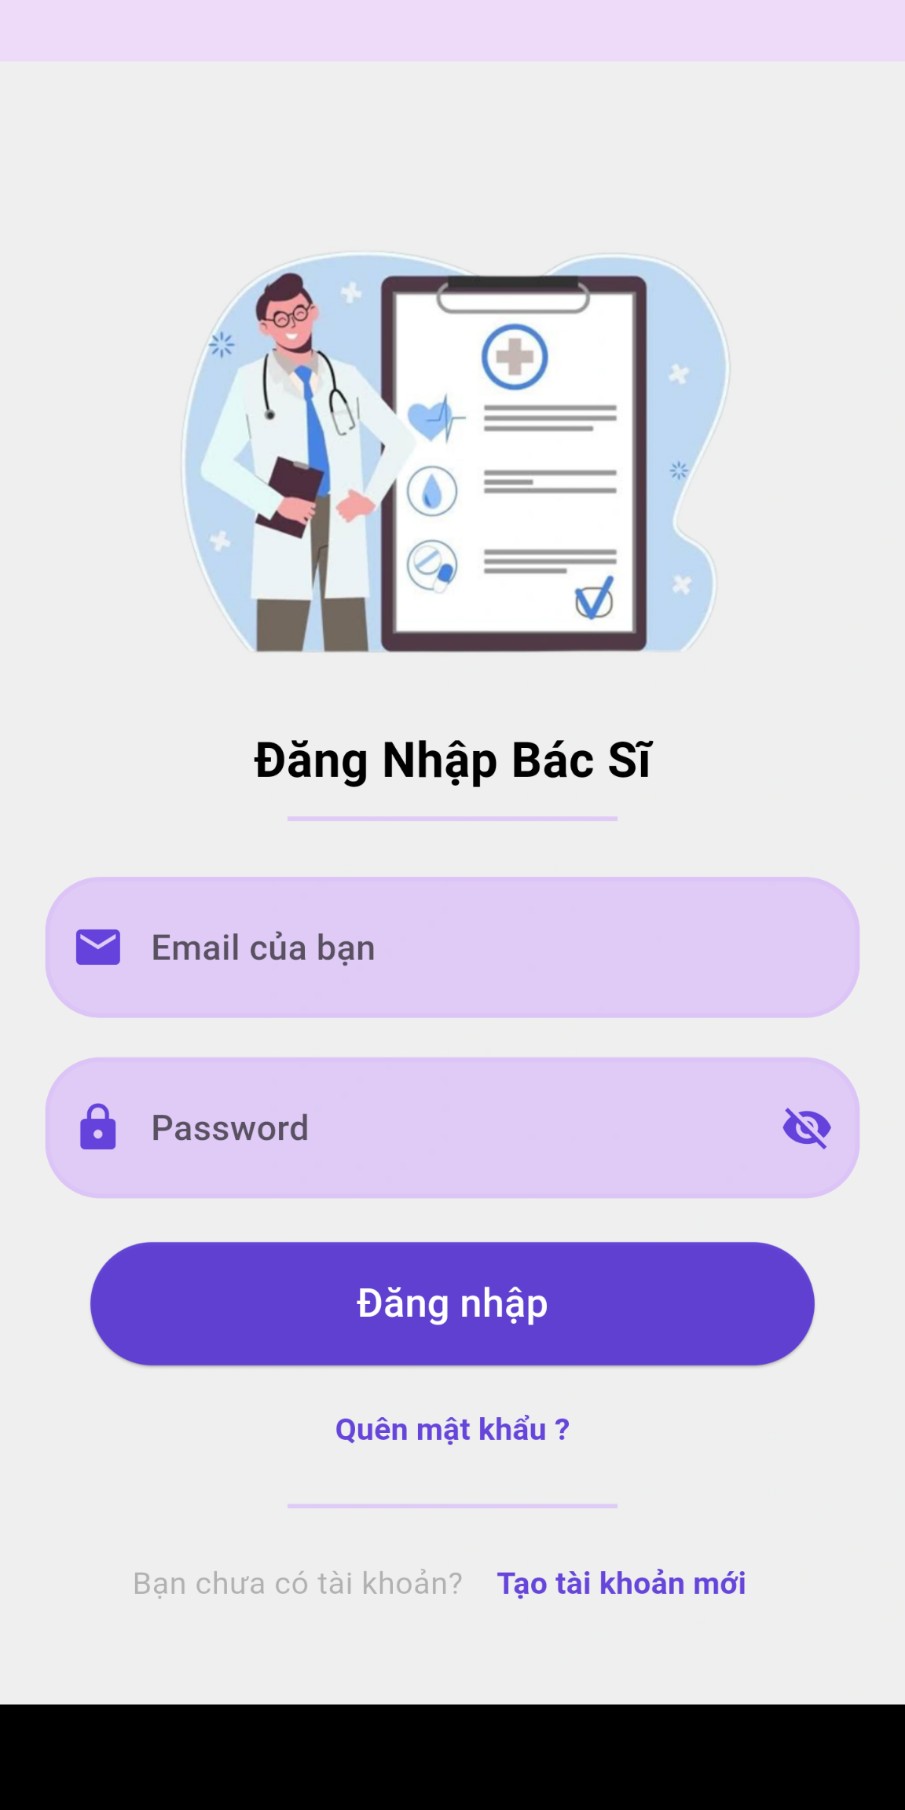 Đăng Nhập Bác Sĩ
Email của bạn
Password
Đăng nhập
Quên mật khẩu ?
Bạn chưa có tài khoản? Tạo tài khoản mới